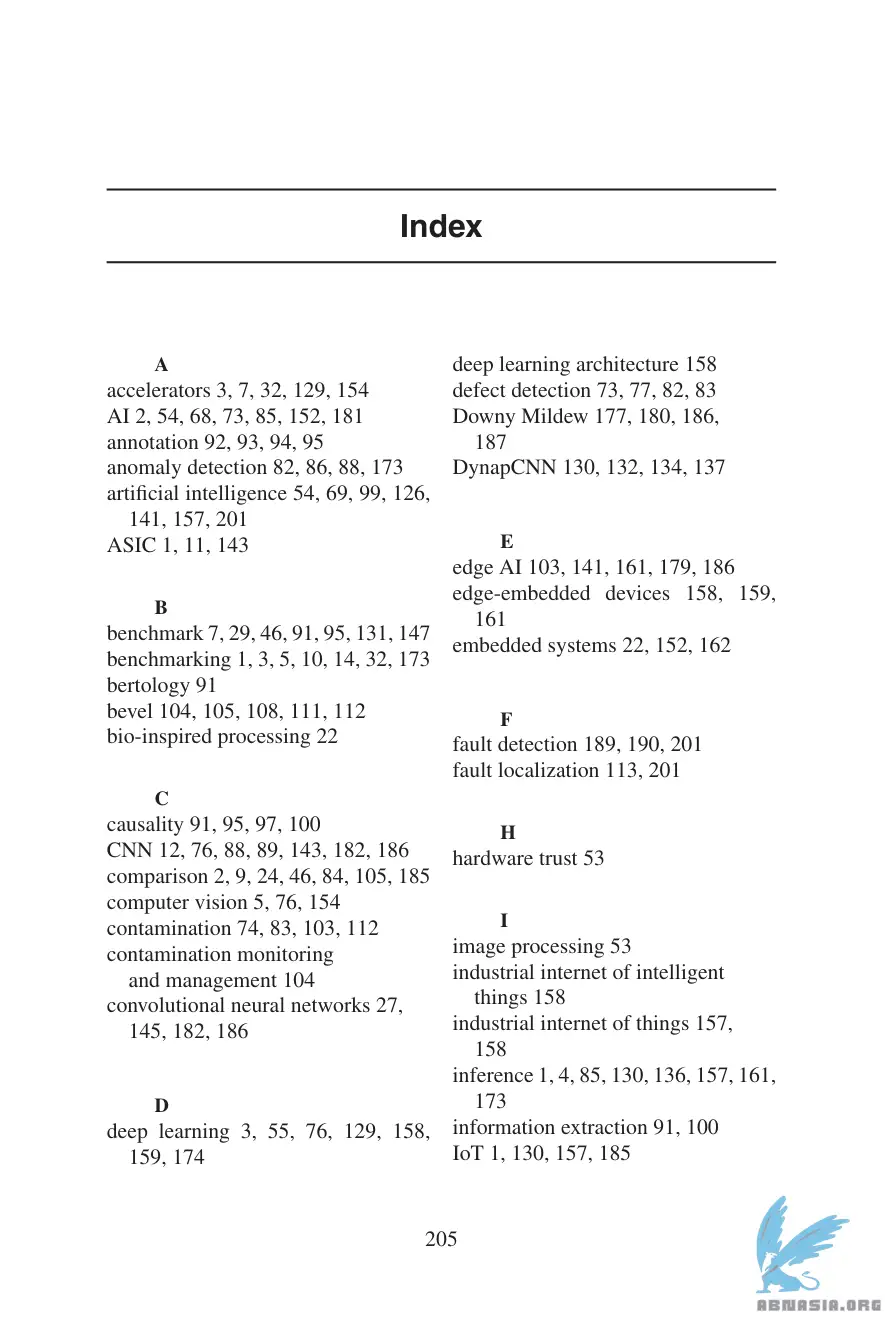 Index
A
accelerators 3, 7, 32, 129, 154
AI 2, 54, 68, 73, 85, 152, 181
annotation 92, 93, 94, 95
anomaly detection 82, 86, 88, 173
artificial intelligence 54, 69, 99, 126,
141, 157, 201
ASIC 1, 11, 143
B
benchmark 7, 29, 46, 91, 95, 131, 147
benchmarking 1, 3, 5, 10, 14, 32, 173
bertology 91
bevel 104, 105, 108, 111, 112
bio-inspired processing 22
C
causality 91, 95, 97, 100
CNN 12, 76, 88, 89, 143, 182, 186
comparison 2, 9, 24, 46, 84, 105, 185
computer vision 5, 76, 154
contamination 74, 83, 103, 112
contamination monitoring
and management 104
convolutional neural networks 27,
145, 182, 186
D
deep learning 3, 55, 76, 129, 158,
159, 174
deep learning architecture 158
defect detection 73, 77, 82, 83
Downy Mildew 177, 180, 186,
187
DynapCNN 130, 132, 134, 137
E
edge AI 103, 141, 161, 179, 186
edge-embedded devices 158, 159,
161
embedded systems 22, 152, 162
F
fault detection 189, 190, 201
fault localization 113, 201
H
hardware trust 53
I
image processing 53
industrial internet of intelligent
things 158
industrial internet of things 157,
158
inference 1, 4, 85, 130, 136, 157, 161,
173
information extraction 91, 100
IoT 1, 130, 157, 185
205
ABNASIA.ORG